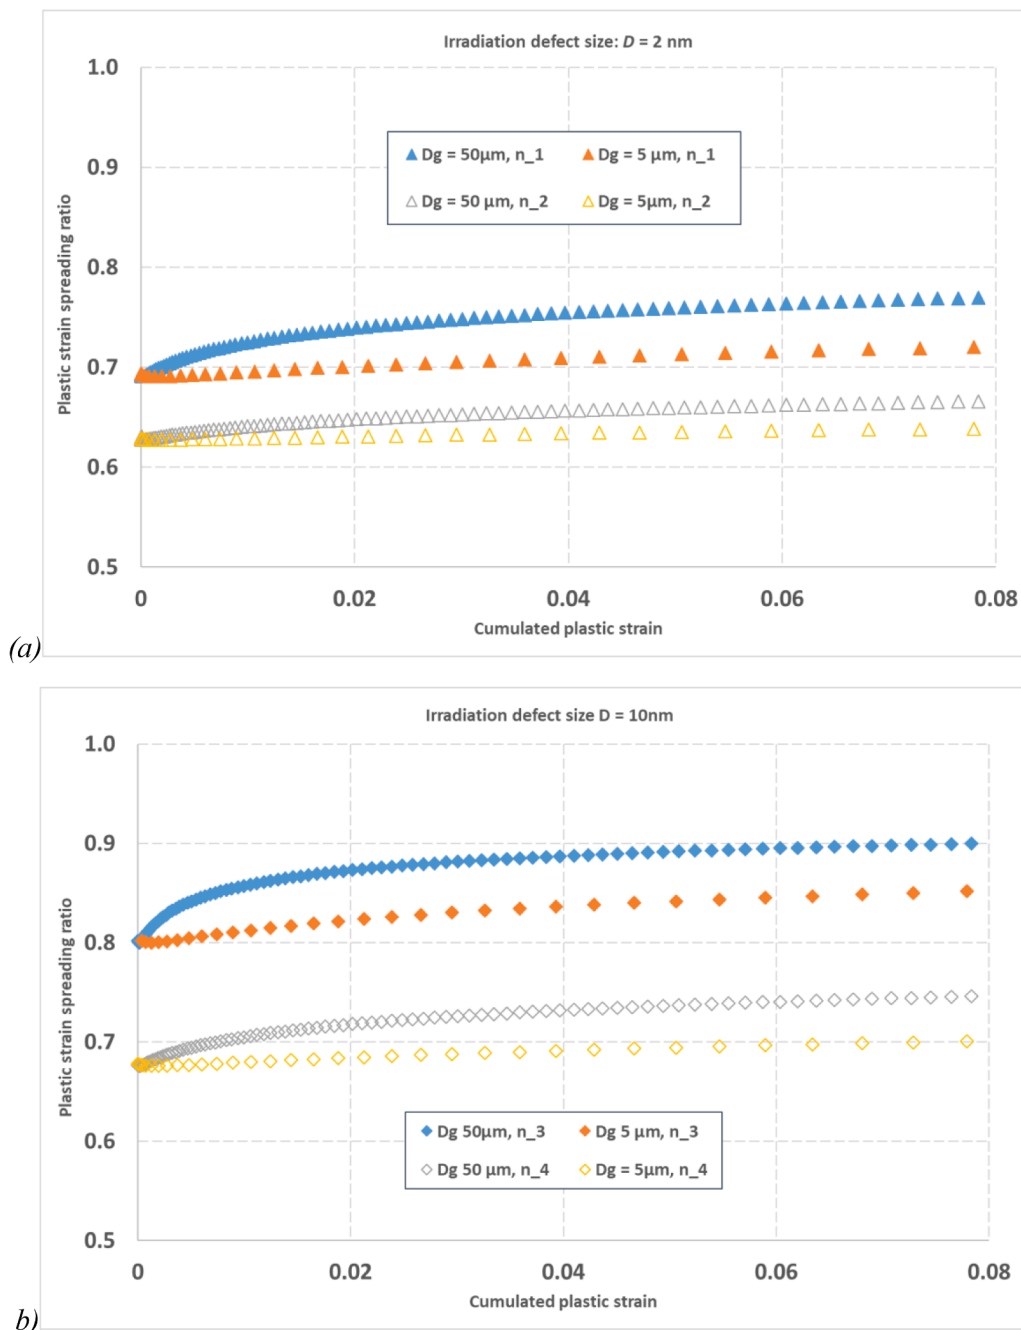 Irradiation defect size: D = 2 nm
1.0
0.9
0.8
0.7
0.6
0.5
Plastic strain spreading ratio
Dg = 50µm, n_1 Dg = 5 µm, n_1
Dg = 50 µm, n_2 Dg = 5µm, n_2
0 0.02 0.04 0.06 0.08
Cumulated plastic strain
(a)
Irradiation defect size D = 10nm
1.0
0.9
0.8
0.7
0.6
0.5
Plastic strain spreading ratio
Dg 50µm, n_3 Dg 5 µm, n_3
Dg 50 µm, n_4 Dg = 5µm, n_4
0 0.02 0.04 0.06 0.08
Cumulated plastic strain
b)